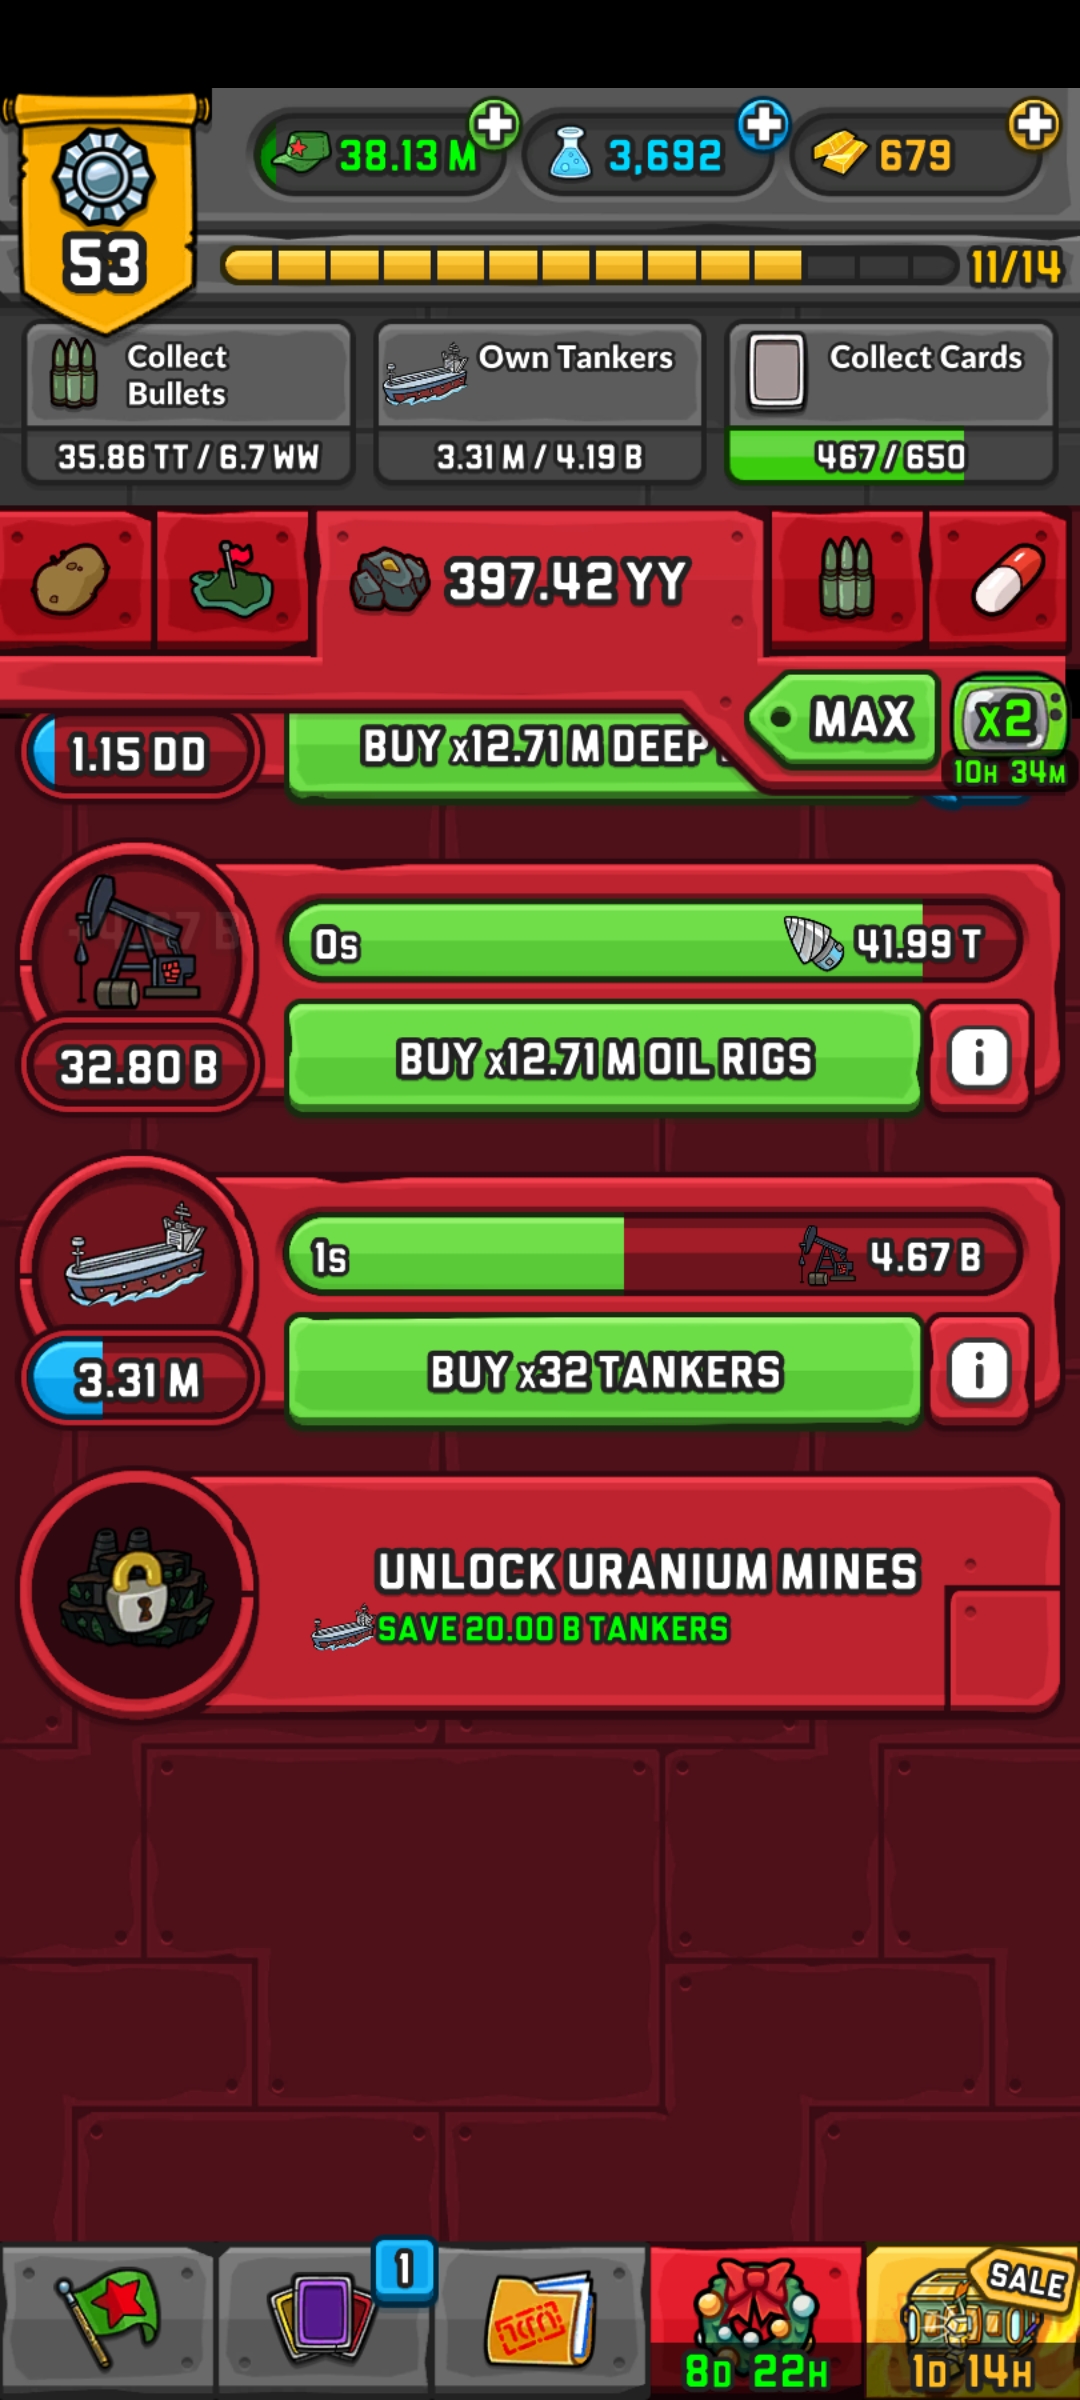 38.13 M
3,692
679
53
11/14
Collect
Bullets
35.86 TT / 6.7 WW
Own Tankers
3.31 M / 4.19 B
Collect Cards
467 / 650
397.42 YY
MAX
x2
10H 34M
1.15 DD
BUY x12.71 M DEEP
0s
41.99 T
32.80 B
BUY x12.71 M OIL RIGS
i
1s
4.67 B
3.31 M
BUY x32 TANKERS
i
UNLOCK URANIUM MINES
SAVE 20.00 B TANKERS
1
SALE
8D 22H
1D 14H